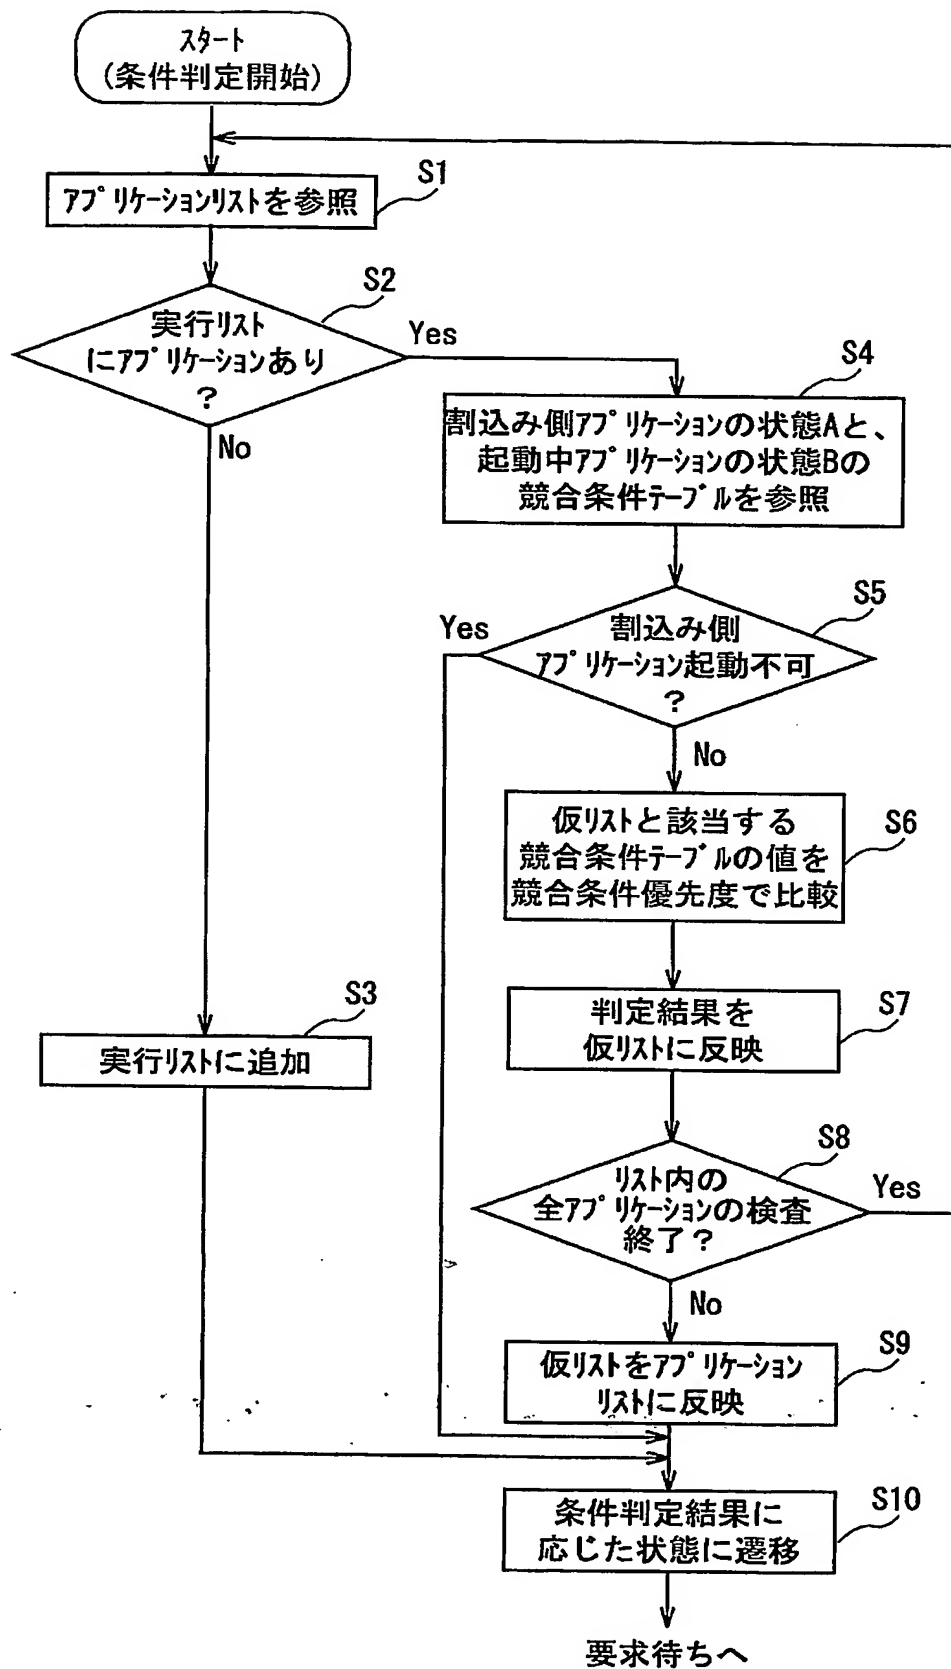 スタート
(条件判定開始)
S1
アプリケーションリストを参照
S2
実行リスト
にアプリケーションあり
?
Yes
No
S4
割込み側アプリケーションの状態Aと、
起動中アプリケーションの状態Bの
競合条件テーブルを参照
S5
割込み側
アプリケーション起動不可
?
Yes
No
S6
仮リストと該当する
競合条件テーブルの値を
競合条件優先度で比較
S3
実行リストに追加
S7
判定結果を
仮リストに反映
S8
リスト内の
全アプリケーションの検査
終了?
Yes
No
S9
仮リストをアプリケーション
リストに反映
S10
条件判定結果に
応じた状態に遷移
要求待ちへ